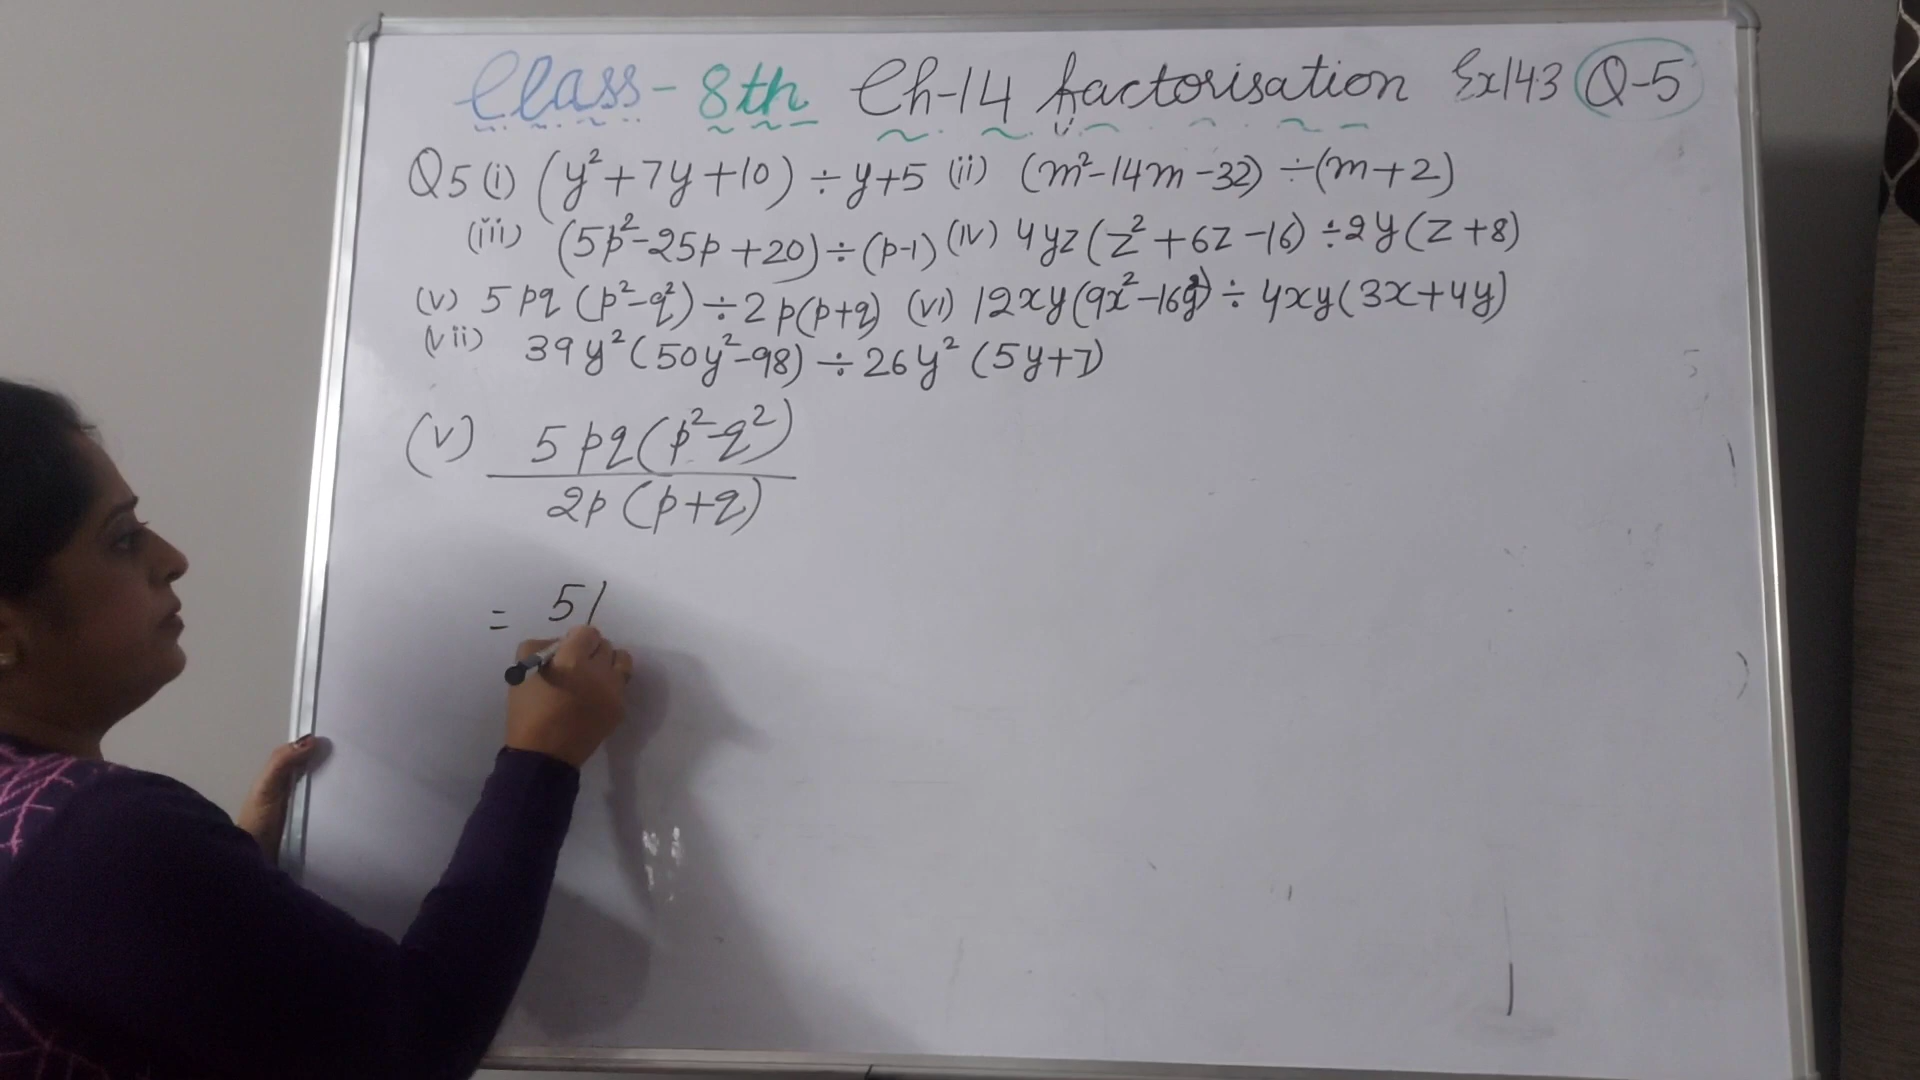 Class - 8th Ch-14 factorisation Ex14.3 Q-5
Q5 (i) (y²+7y+10) ÷ y+5 (ii) (m²-14m-32) ÷ (m+2)
(iii) (5p²-25p+20) ÷ (p-1) (iv) 4yz(z²+6z-16) ÷ 2y(z+8)
(v) 5pq(p²-q²) ÷ 2p(p+q) (vi) 12xy(9x²-16y²) ÷ 4xy(3x+4y)
(vii) 39y²(50y²-98) ÷ 26y²(5y+7)
(v) 5pq(p²-q²)
2p(p+q)
= 5